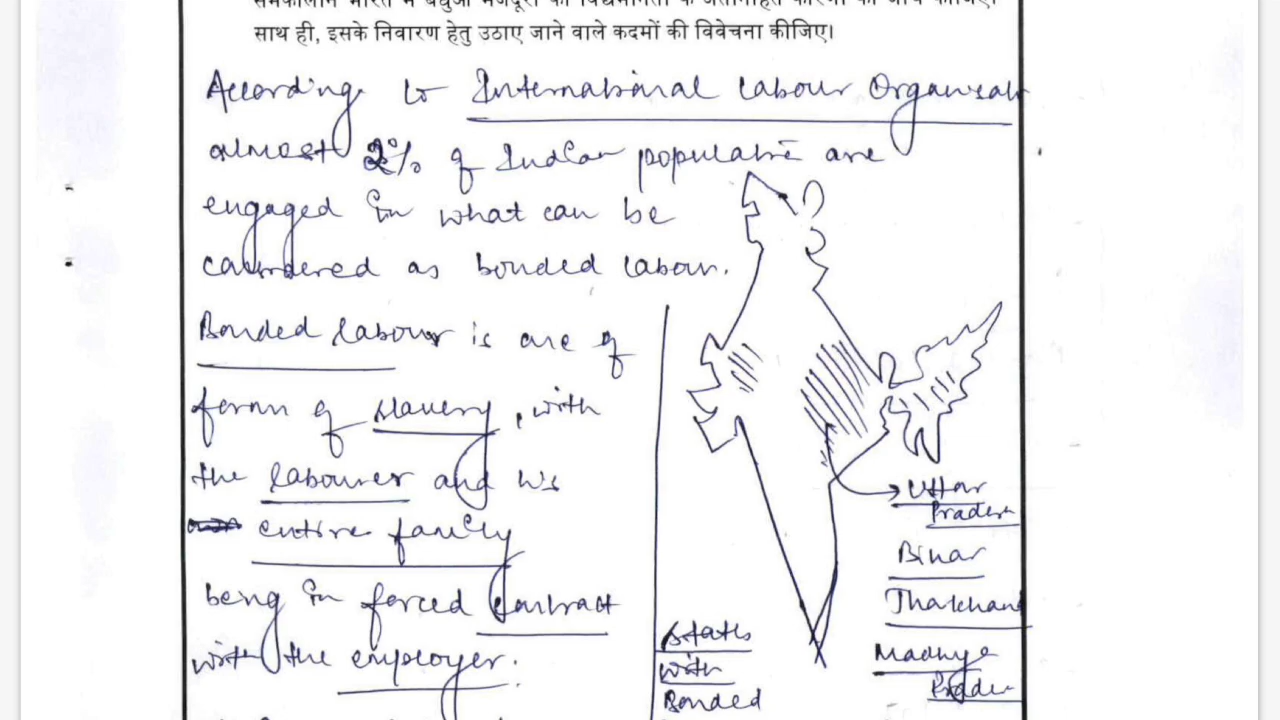 साथ ही, इसके निवारण हेतु उठाए जाने वाले कदमों की विवेचना कीजिए।
According to International labour Organisat
almost 2% of Indian population are
engaged in what can be
considered as bonded labour.
Bonded labour is one of
form of slavery, with
the labourer and his
entire family
being in forced contract
with the employer.
Uttar
Pradesh
Bihar
Jharkhand
Madhya
Pradesh
States
with
Bonded